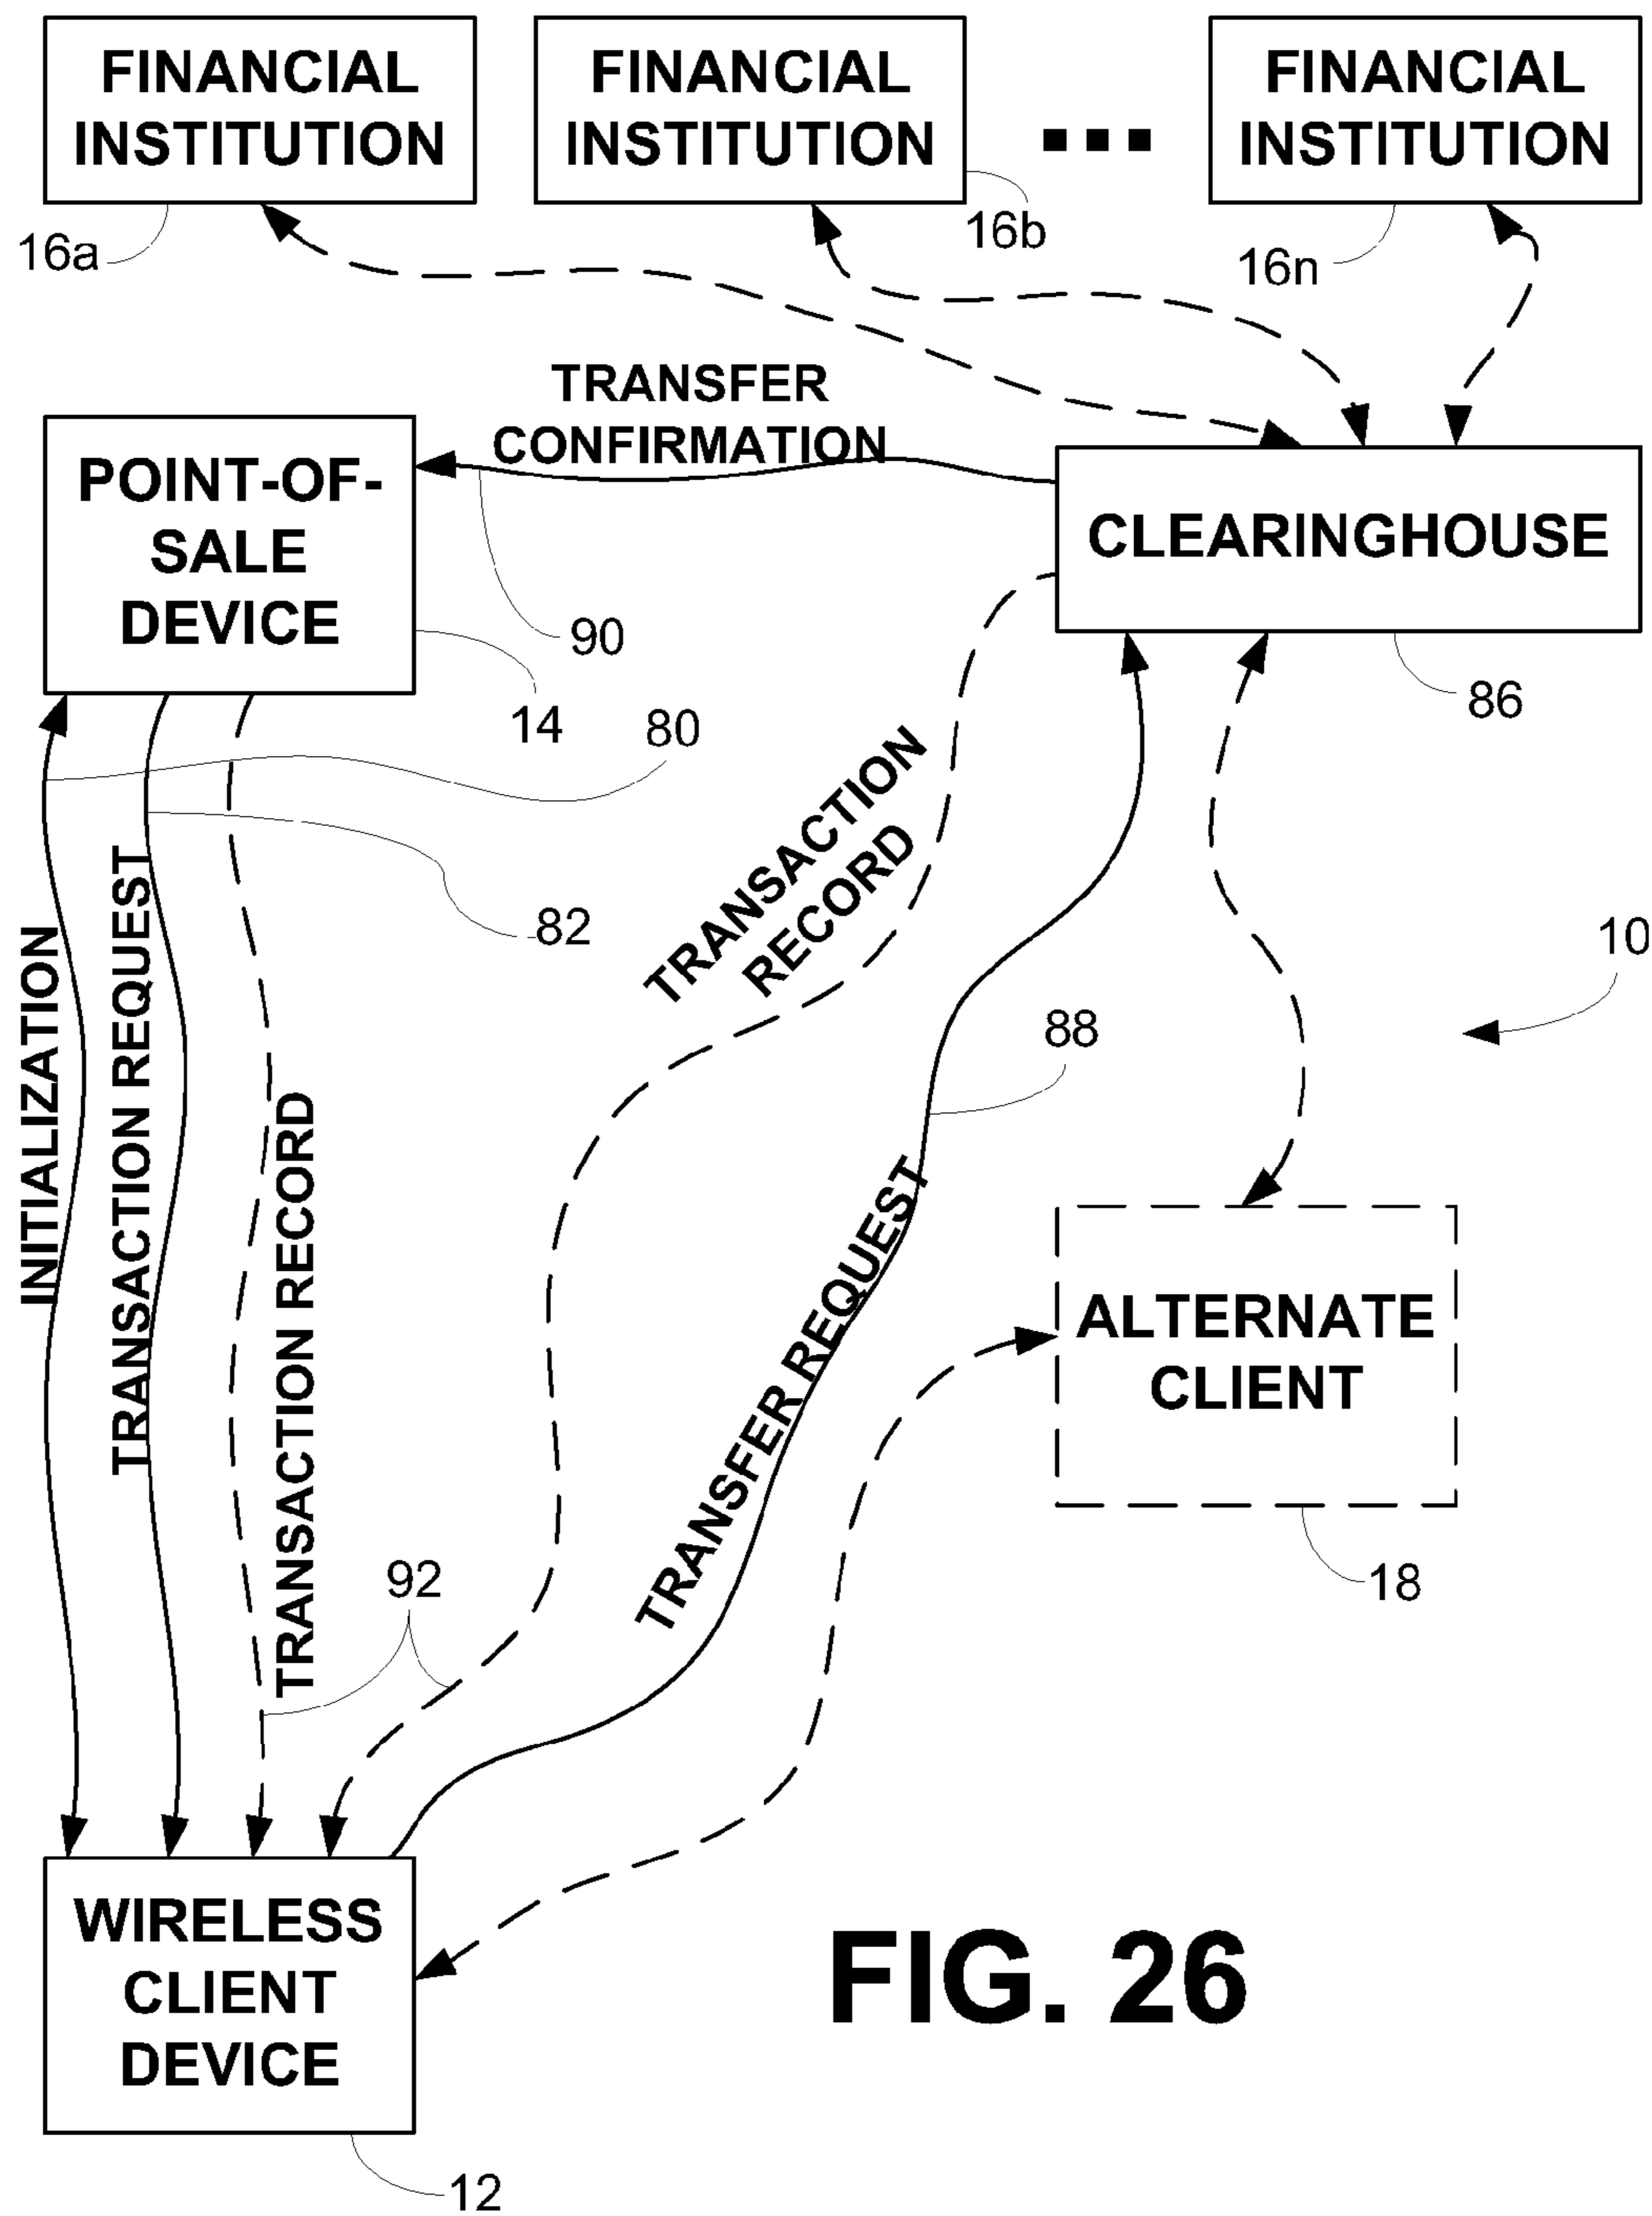 FINANCIAL
INSTITUTION
FINANCIAL
INSTITUTION
...
FINANCIAL
INSTITUTION
16a
16b
16n
TRANSFER
CONFIRMATION
POINT-OF-
SALE
DEVICE
CLEARINGHOUSE
90
14
80
86
82
10
INITIALIZATION
TRANSACTION REQUEST
TRANSACTION RECORD
TRANSACTION
RECORD
88
TRANSFER REQUEST
ALTERNATE
CLIENT
18
92
WIRELESS
CLIENT
DEVICE
12
FIG. 26